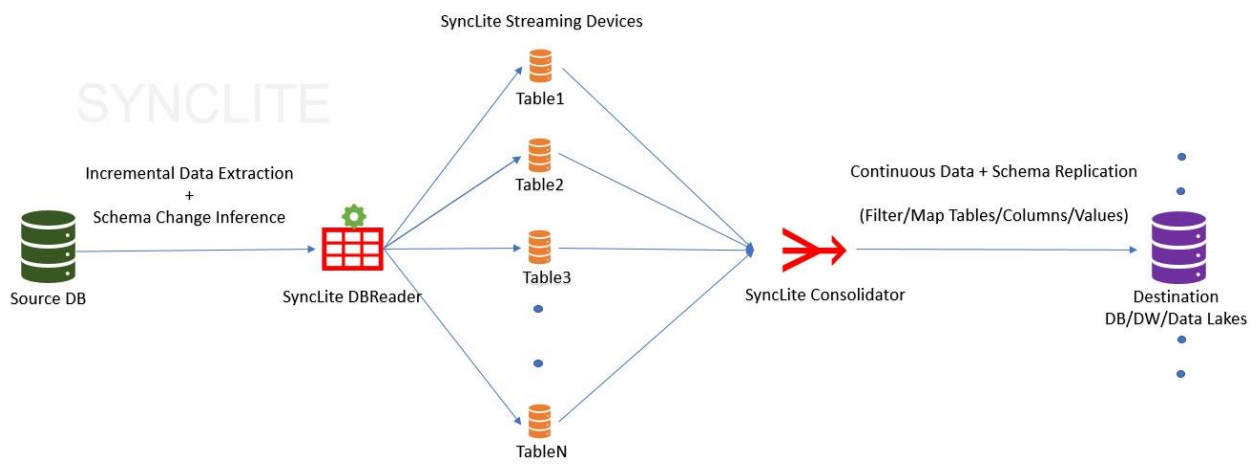 SyncLite Streaming Devices
SYNCLITE
Table1
Incremental Data Extraction
+
Schema Change Inference
Table2
Continuous Data + Schema Replication
(Filter/Map Tables/Columns/Values)
Source DB
SyncLite DBReader
Table3
SyncLite Consolidator
Destination
DB/DW/Data Lakes
TableN